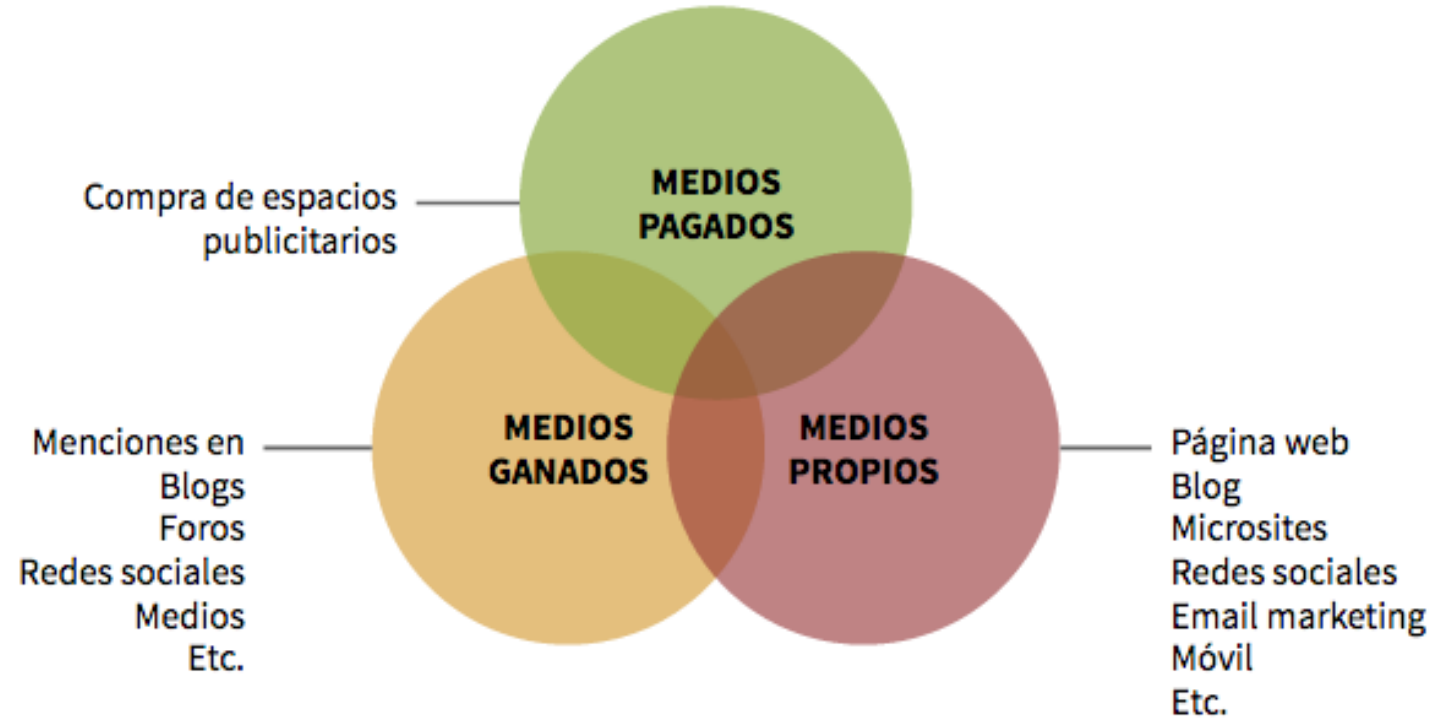 MEDIOS
PAGADOS
Compra de espacios
publicitarios
MEDIOS
GANADOS
MEDIOS
PROPIOS
Menciones en
Blogs
Foros
Redes sociales
Medios
Etc.
Página web
Blog
Microsites
Redes sociales
Email marketing
Móvil
Etc.